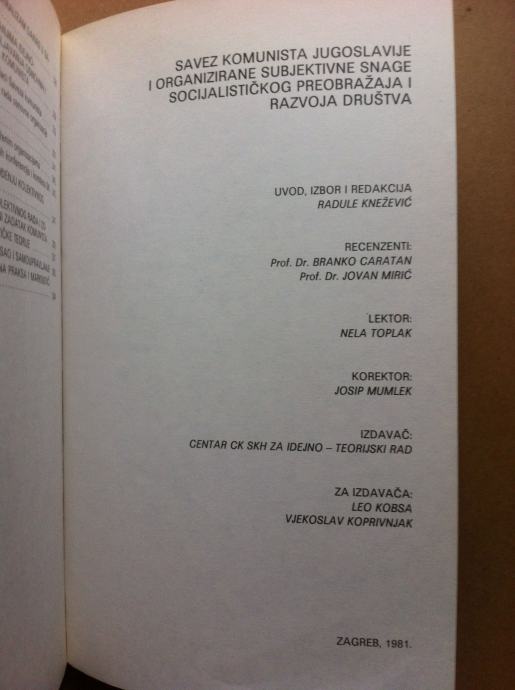 SAVEZ KOMUNISTA JUGOSLAVIJE
I ORGANIZIRANE SUBJEKTIVNE SNAGE
SOCIJALISTIČKOG PREOBRAŽAJA I
RAZVOJA DRUŠTVA
UVOD, IZBOR I REDAKCIJA
RADULE KNEŽEVIĆ
RECENZENTI:
Prof. Dr. BRANKO CARATAN
Prof. Dr. JOVAN MIRIĆ
LEKTOR:
NELA TOPLAK
KOREKTOR:
JOSIP MUMLEK
IZDAVAČ:
CENTAR CK SKH ZA IDEJNO – TEORIJSKI RAD
ZA IZDAVAČA:
LEO KOBSA
VJEKOSLAV KOPRIVNJAK
ZAGREB, 1981.